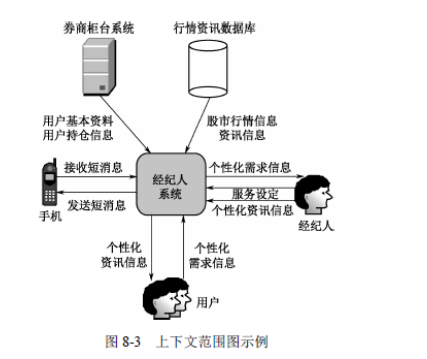 券商柜台系统
行情资讯数据库
用户基本资料
用户持仓信息
股市行情信息
资讯信息
接收短消息
个性化需求信息
经纪人
系统
服务设定
发送短消息
个性化资讯信息
手机
经纪人
个性化
资讯信息
个性化
需求信息
用户
图 8-3 上下文范围图示例